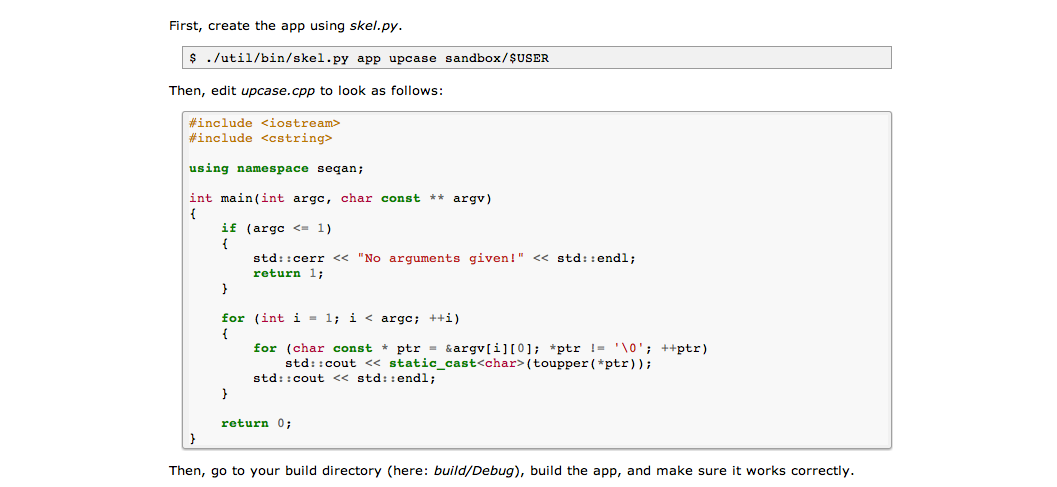 First, create the app using skel.py.
$ ./util/bin/skel.py app upcase sandbox/$USER
Then, edit upcase.cpp to look as follows:
#include <iostream>
#include <cstring>
using namespace seqan;
int main(int argc, char const ** argv)
{
    if (argc <= 1)
    {
        std::cerr << "No arguments given!" << std::endl;
        return 1;
    }
    for (int i = 1; i < argc; ++i)
    {
        for (char const * ptr = &argv[i][0]; *ptr != '\0'; ++ptr)
            std::cout << static_cast<char>(toupper(*ptr));
        std::cout << std::endl;
    }
    return 0;
}
Then, go to your build directory (here: build/Debug), build the app, and make sure it works correctly.